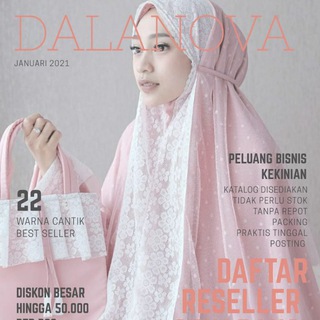 DALANOVA
JANUARI 2021
PELUANG BISNIS
KEKINIAN
KATALOG DISEDIAKAN
TIDAK PERLU STOK
TANPA REPOT
PACKING
PRAKTIS TINGGAL
POSTING
22
WARNA CANTIK
BEST SELLER
DAFTAR
RESELLER
DISKON BESAR
HINGGA 50.000